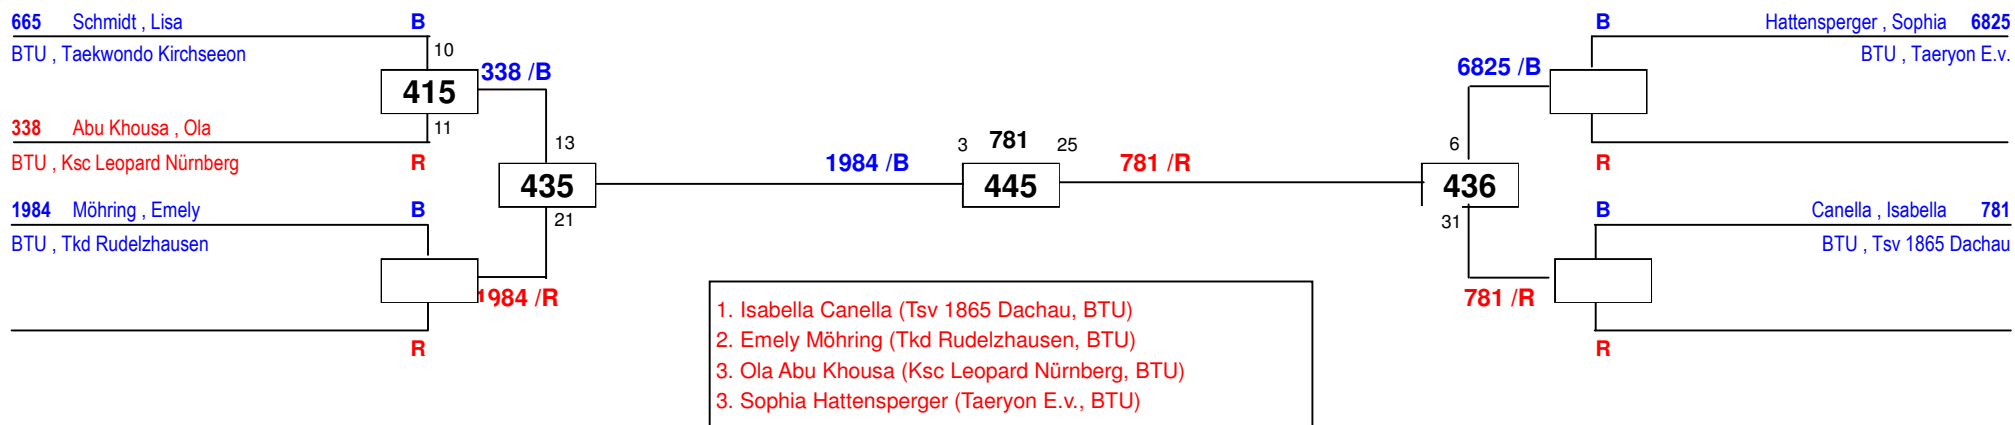 665 Schmidt , Lisa B
BTU , Taekwondo Kirchseeon
10
415
338 /B
11
338 Abu Khousa , Ola
BTU , Ksc Leopard Nürnberg R
13
435
21
1984 Möhring , Emely B
BTU , Tkd Rudelzhausen
1984 /R
R
1984 /B
3 781 25
445
781 /R
B Hattensperger , Sophia 6825
BTU , Taeryon E.v.
6825 /B
R
6
436
31
B Canella , Isabella 781
BTU , Tsv 1865 Dachau
781 /R
R
1. Isabella Canella (Tsv 1865 Dachau, BTU)
2. Emely Möhring (Tkd Rudelzhausen, BTU)
3. Ola Abu Khousa (Ksc Leopard Nürnberg, BTU)
3. Sophia Hattensperger (Taeryon E.v., BTU)